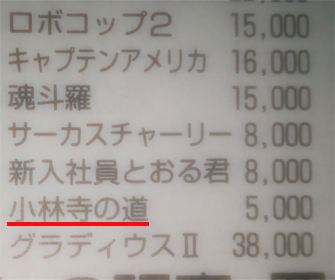 ロボコップ2 15,000
キャプテンアメリカ 16,000
魂斗羅 15,000
サーカスチャーリー 8,000
新入社員とおる君 8,000
小林寺の道 5,000
グラディウスⅡ 38,000